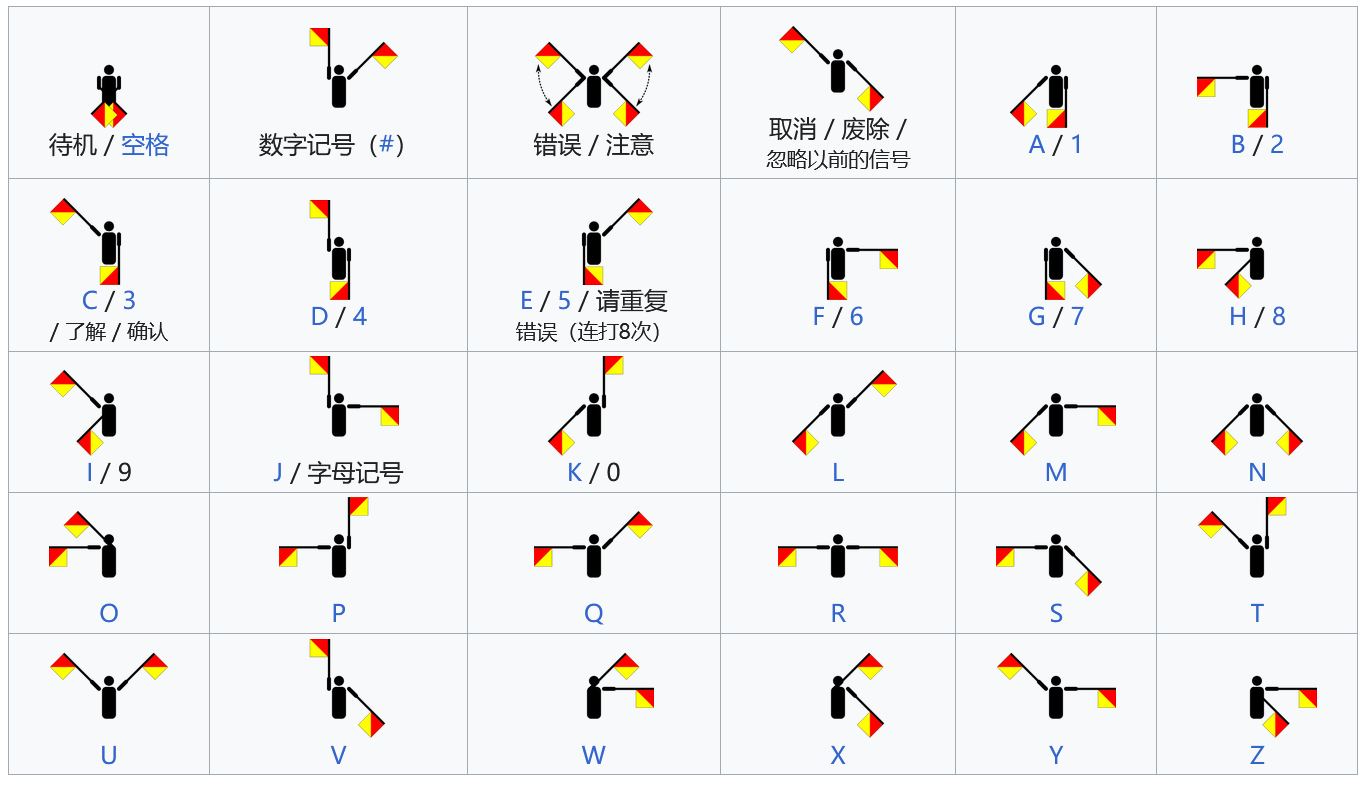 待机 / 空格
数字记号（#）
错误 / 注意
取消 / 废除 /
忽略以前的信号
A / 1
B / 2
C / 3
/ 了解 / 确认
D / 4
E / 5 / 请重复
错误（连打8次）
F / 6
G / 7
H / 8
I / 9
J / 字母记号
K / 0
L
M
N
O
P
Q
R
S
T
U
V
W
X
Y
Z